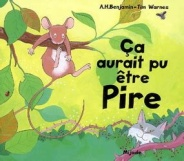 A.H.Benjamin - Tim Warnes
Ça
aurait pu
être
Pire
Mijade